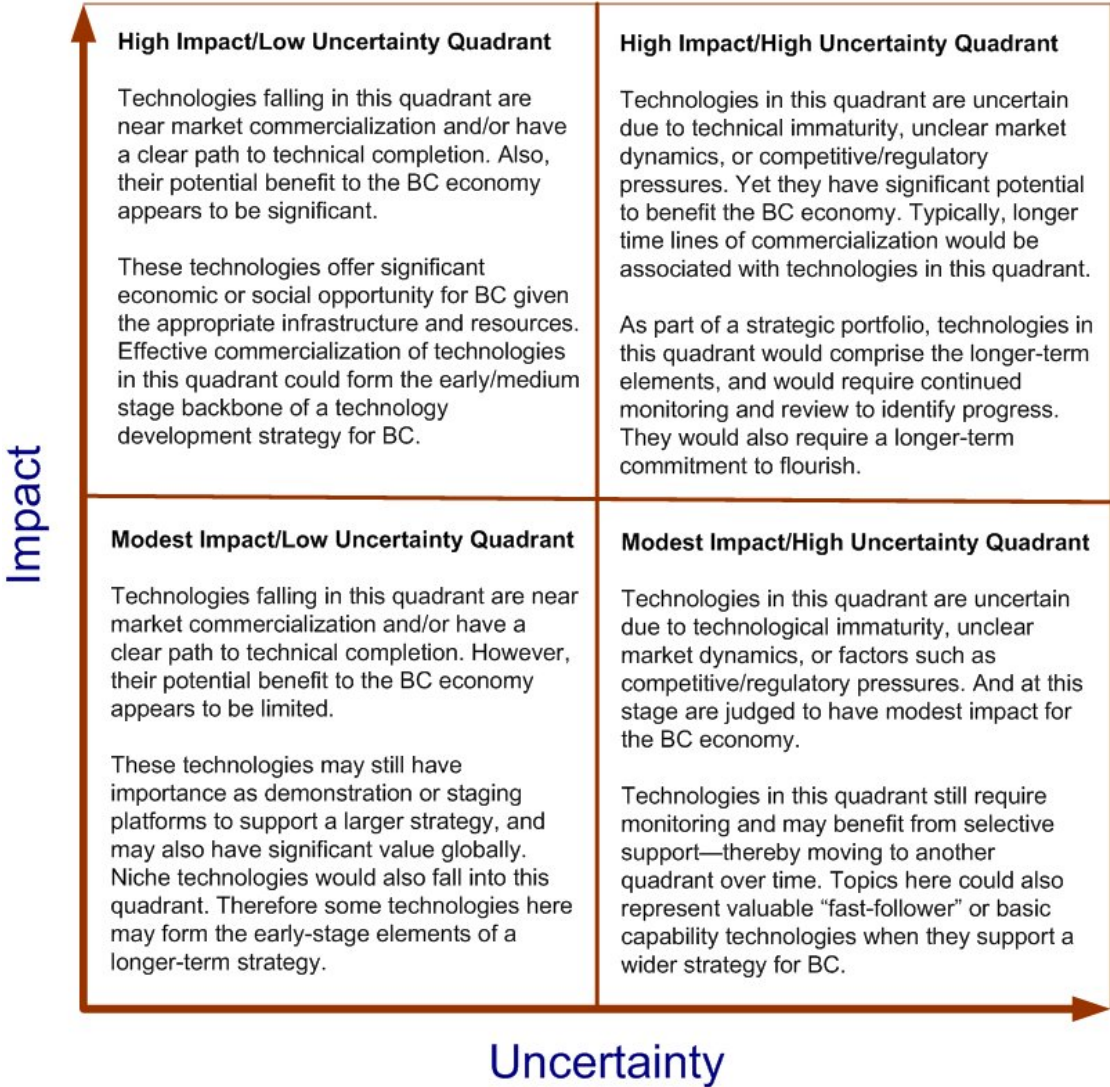 Impact
High Impact/Low Uncertainty Quadrant
Technologies falling in this quadrant are
near market commercialization and/or have
a clear path to technical completion. Also,
their potential benefit to the BC economy
appears to be significant.
These technologies offer significant
economic or social opportunity for BC given
the appropriate infrastructure and resources.
Effective commercialization of technologies
in this quadrant could form the early/medium
stage backbone of a technology
development strategy for BC.
High Impact/High Uncertainty Quadrant
Technologies in this quadrant are uncertain
due to technical immaturity, unclear market
dynamics, or competitive/regulatory
pressures. Yet they have significant potential
to benefit the BC economy. Typically, longer
time lines of commercialization would be
associated with technologies in this quadrant.
As part of a strategic portfolio, technologies in
this quadrant would comprise the longer-term
elements, and would require continued
monitoring and review to identify progress.
They would also require a longer-term
commitment to flourish.
Modest Impact/Low Uncertainty Quadrant
Technologies falling in this quadrant are near
market commercialization and/or have a
clear path to technical completion. However,
their potential benefit to the BC economy
appears to be limited.
These technologies may still have
importance as demonstration or staging
platforms to support a larger strategy, and
may also have significant value globally.
Niche technologies would also fall into this
quadrant. Therefore some technologies here
may form the early-stage elements of a
longer-term strategy.
Modest Impact/High Uncertainty Quadrant
Technologies in this quadrant are uncertain
due to technological immaturity, unclear
market dynamics, or factors such as
competitive/regulatory pressures. And at this
stage are judged to have modest impact for
the BC economy.
Technologies in this quadrant still require
monitoring and may benefit from selective
support—thereby moving to another
quadrant over time. Topics here could also
represent valuable “fast-follower” or basic
capability technologies when they support a
wider strategy for BC.
Uncertainty